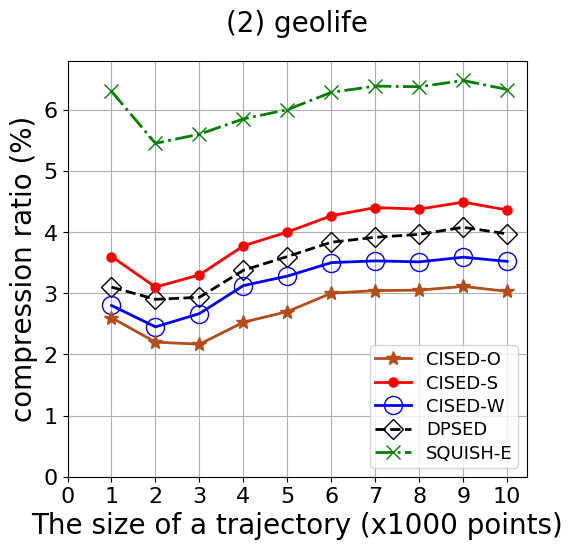 (2) geolife
compression ratio (%)
6
5
4
3
2
1
0
0 1 2 3 4 5 6 7 8 9 10
The size of a trajectory (x1000 points)
CISED-O
CISED-S
CISED-W
DPSED
SQUISH-E